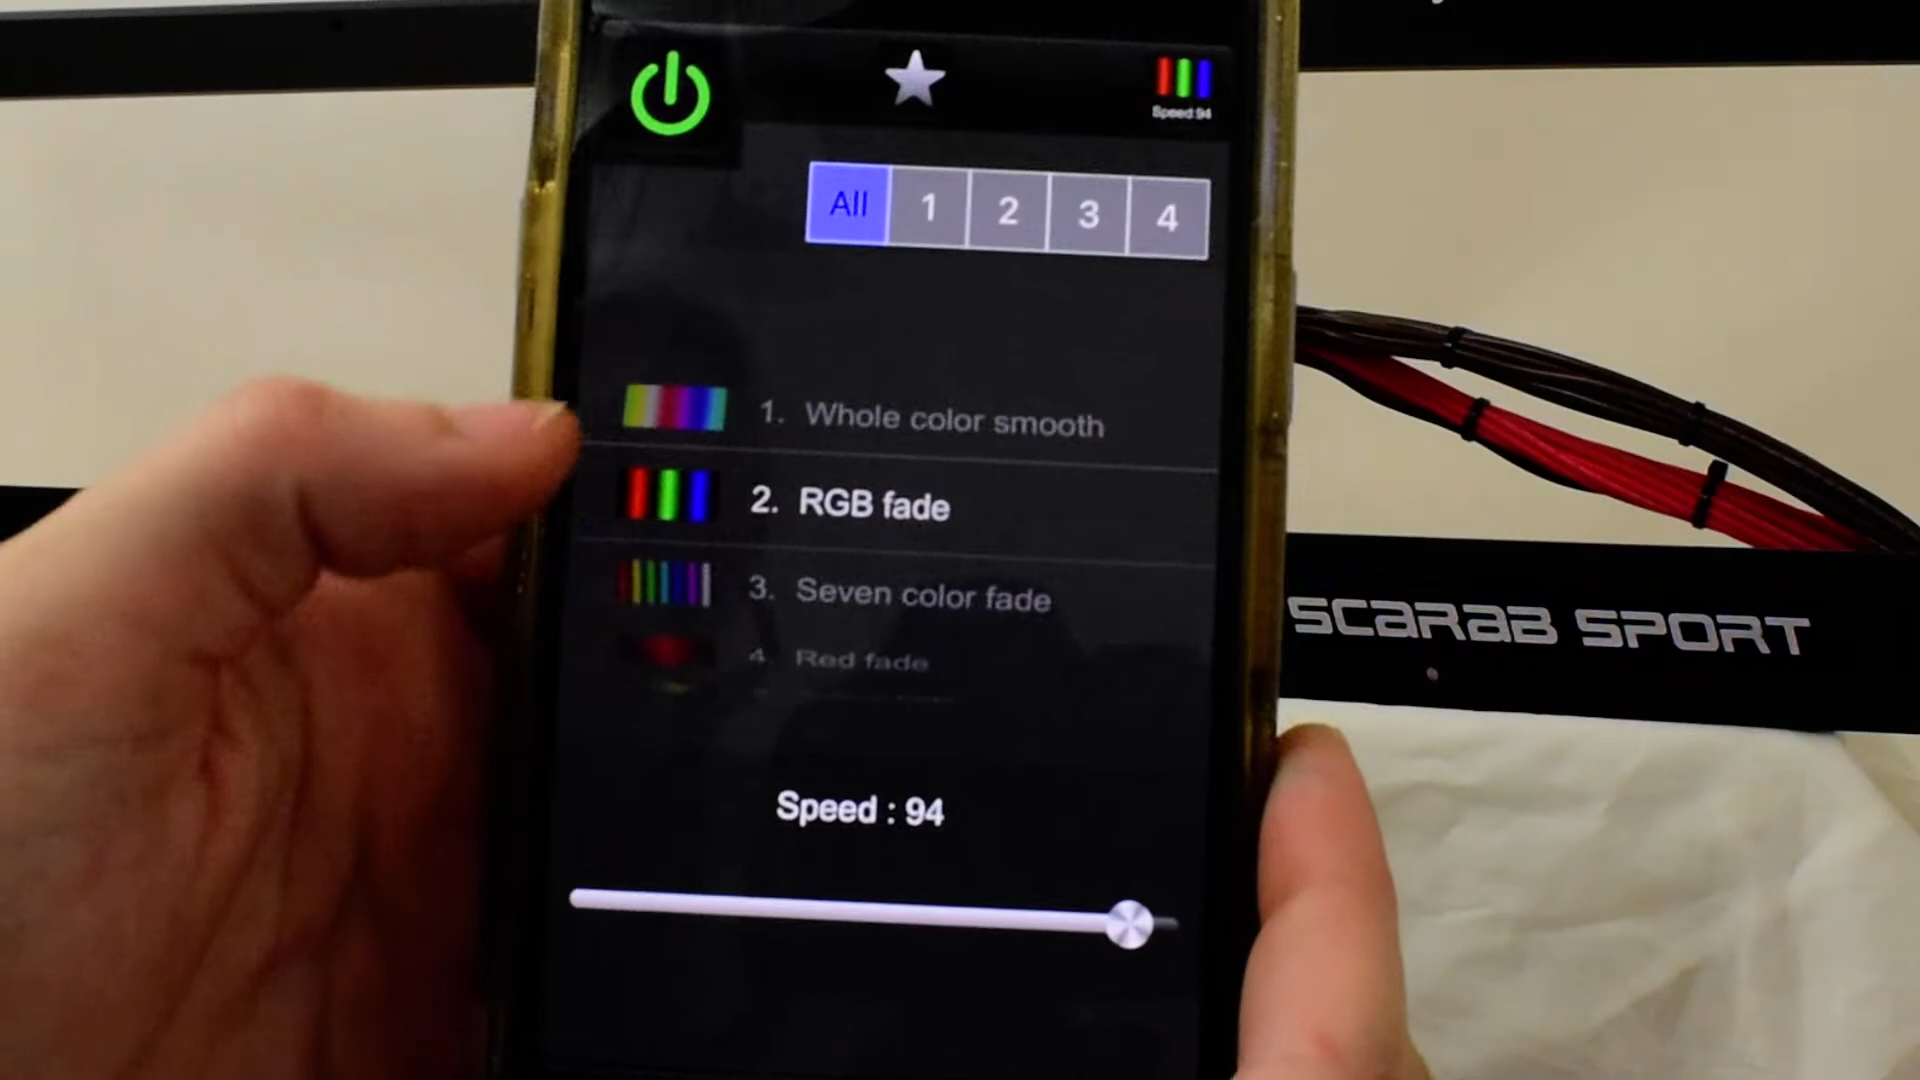 Speed:94
All 1 2 3 4
1. Whole color smooth
2. RGB fade
3. Seven color fade
4. Red fade
SCARAB SPORT
Speed : 94